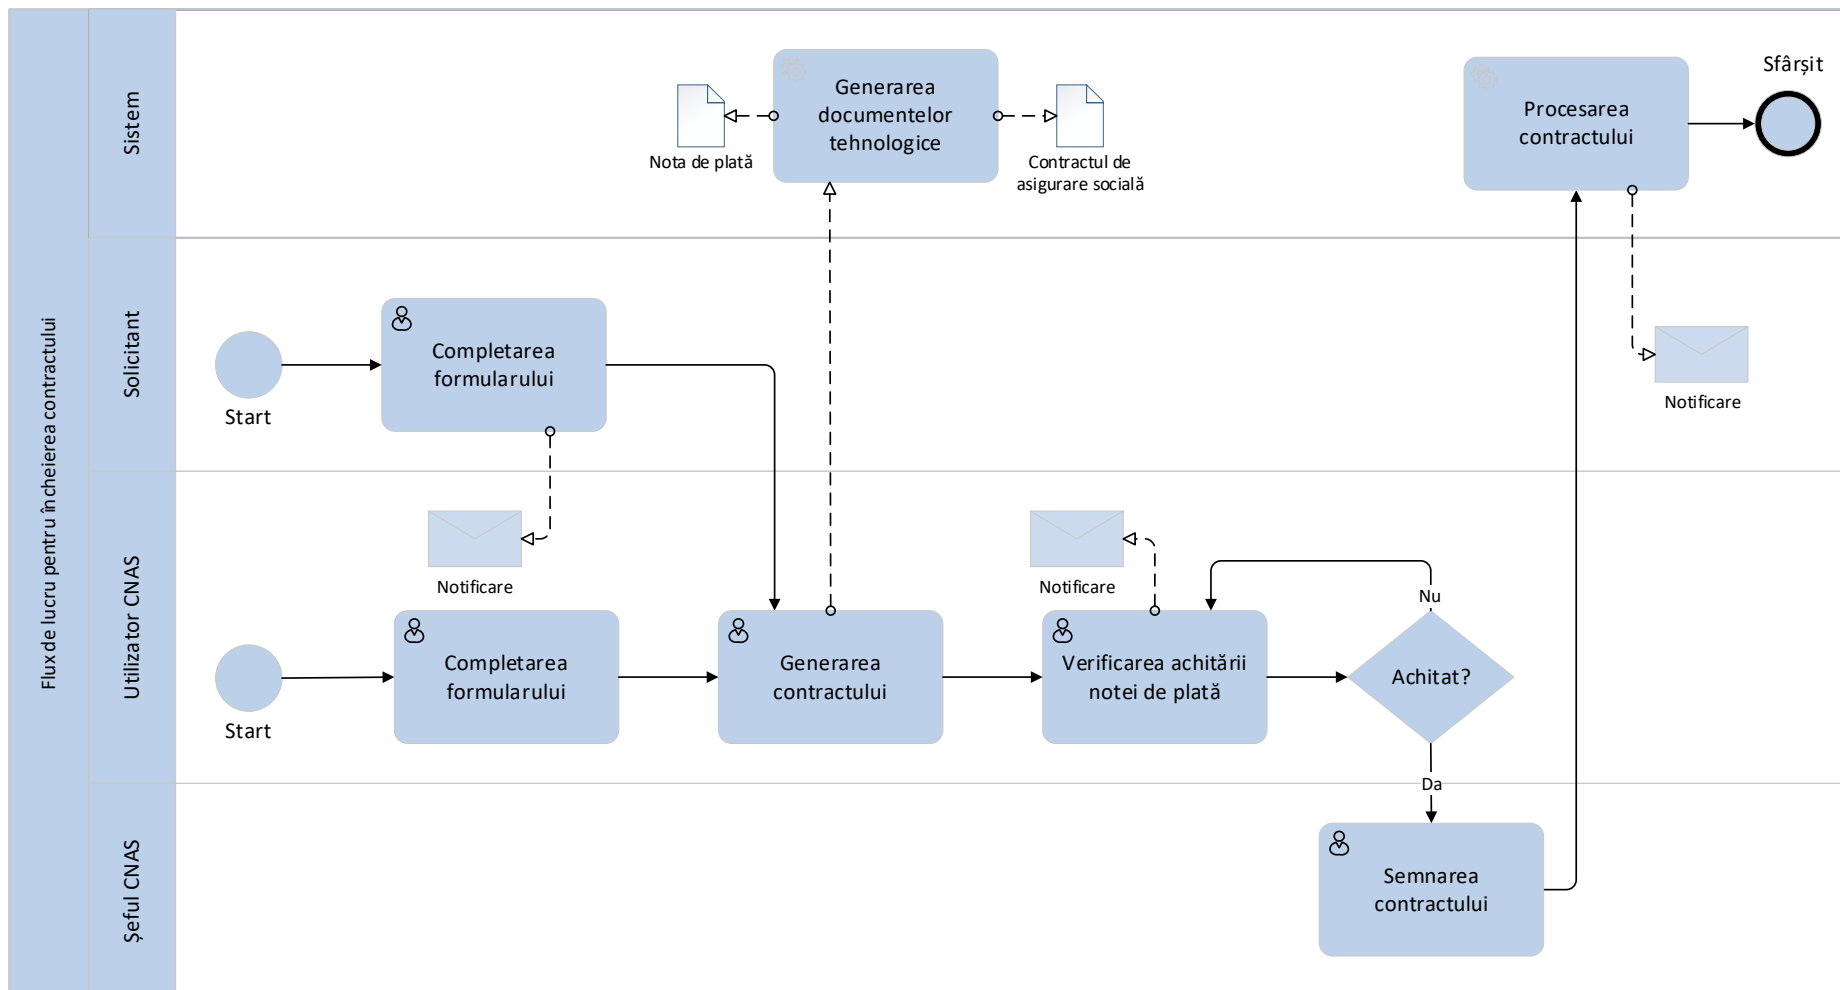 Flux de lucru pentru încheierea contractului
Sistem
Nota de plată
Generarea
documentelor
tehnologice
Contractul de
asigurare socială
Procesarea
contractului
Sfârșit
Solicitant
Start
Completarea
formularului
Notificare
Utilizator CNAS
Notificare
Notificare
Start
Completarea
formularului
Generarea
contractului
Verificarea achitării
notei de plată
Nu
Achitat?
Da
Șeful CNAS
Semnarea
contractului